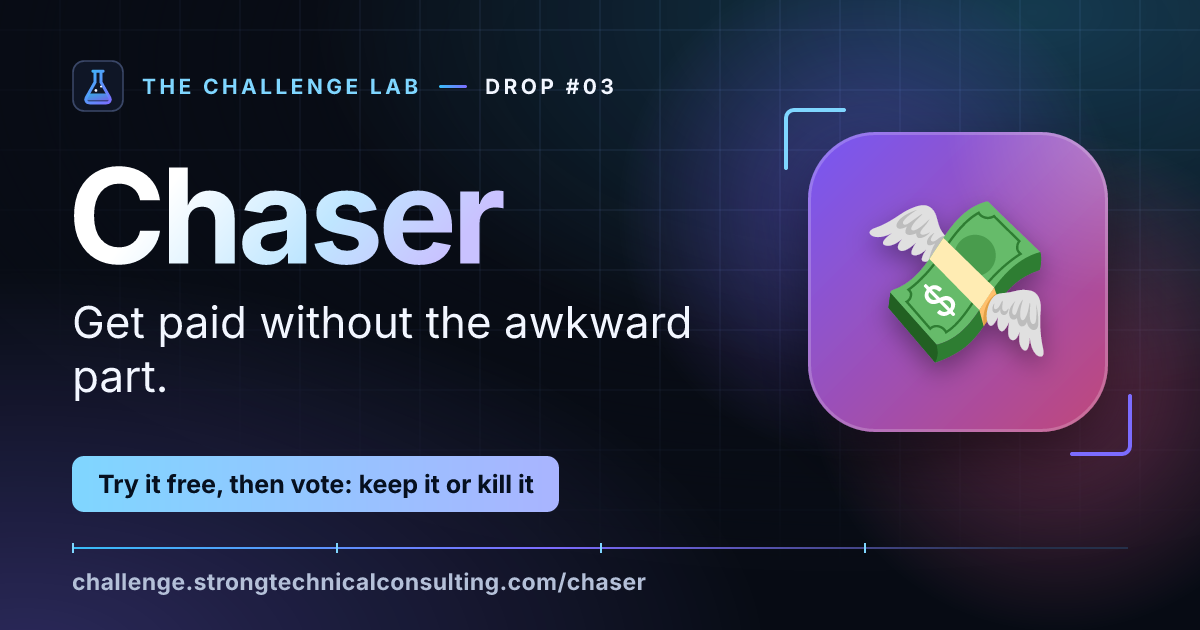 THE CHALLENGE LAB — DROP #03
Chaser
Get paid without the awkward
part.
$
Try it free, then vote: keep it or kill it
challenge.strongtechnicalconsulting.com/chaser